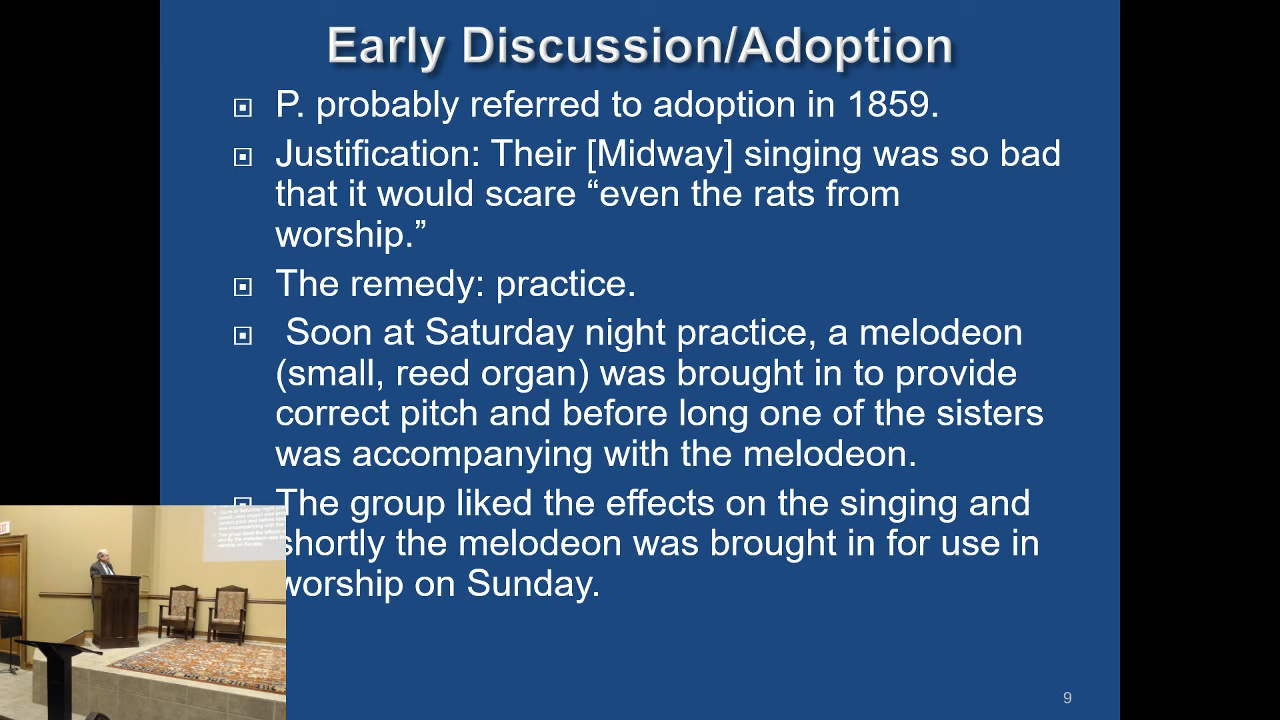 Early Discussion/Adoption
P. probably referred to adoption in 1859.
Justification: Their [Midway] singing was so bad
that it would scare “even the rats from
worship.”
The remedy: practice.
Soon at Saturday night practice, a melodeon
(small, reed organ) was brought in to provide
correct pitch and before long one of the sisters
was accompanying with the melodeon.
The group liked the effects on the singing and
shortly the melodeon was brought in for use in
worship on Sunday.
9